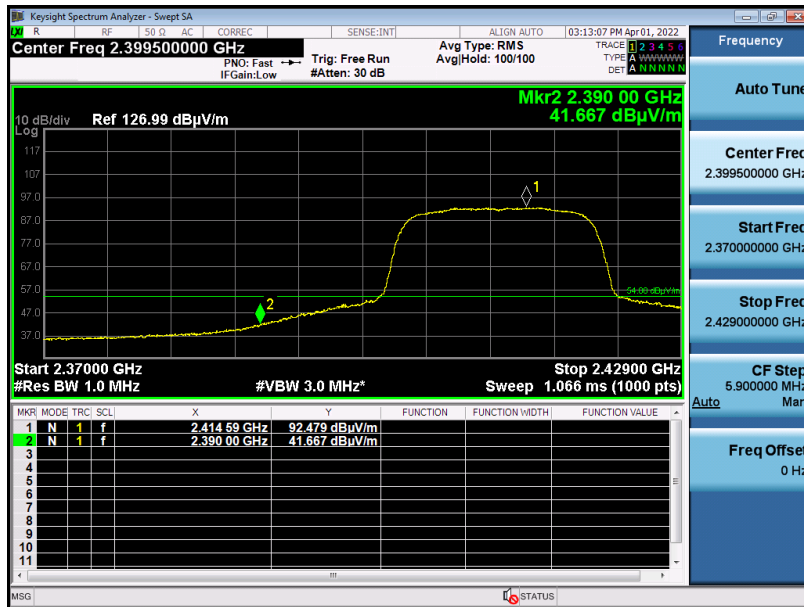 Keysight Spectrum Analyzer - Swept SA
LXI R RF 50 Ω AC CORREC SENSE:INT ALIGN AUTO 03:13:07 PM Apr 01, 2022
Center Freq 2.399500000 GHz
PNO: Fast
IFGain:Low
Trig: Free Run
#Atten: 30 dB
Avg Type: RMS
Avg|Hold: 100/100
TRACE 1 2 3 4 5 6
TYPE A WWWWW
DET A N N N N N
Mkr2 2.390 00 GHz
41.667 dBµV/m
10 dB/div Ref 126.99 dBµV/m
Log
117
107
97.0
87.0
77.0
67.0
57.0
47.0
37.0
1
2
54.00 dBµV/m
Start 2.37000 GHz Stop 2.42900 GHz
#Res BW 1.0 MHz #VBW 3.0 MHz* Sweep 1.066 ms (1000 pts)
MKR MODE TRC SCL X Y FUNCTION FUNCTION WIDTH FUNCTION VALUE
1 N 1 f 2.414 59 GHz 92.479 dBµV/m
2 N 1 f 2.390 00 GHz 41.667 dBµV/m
3
4
5
6
7
8
9
10
11
MSG STATUS
Frequency
Auto Tune
Center Freq
2.399500000 GHz
Start Freq
2.370000000 GHz
Stop Freq
2.429000000 GHz
CF Step
5.900000 MHz
Auto Man
Freq Offset
0 Hz